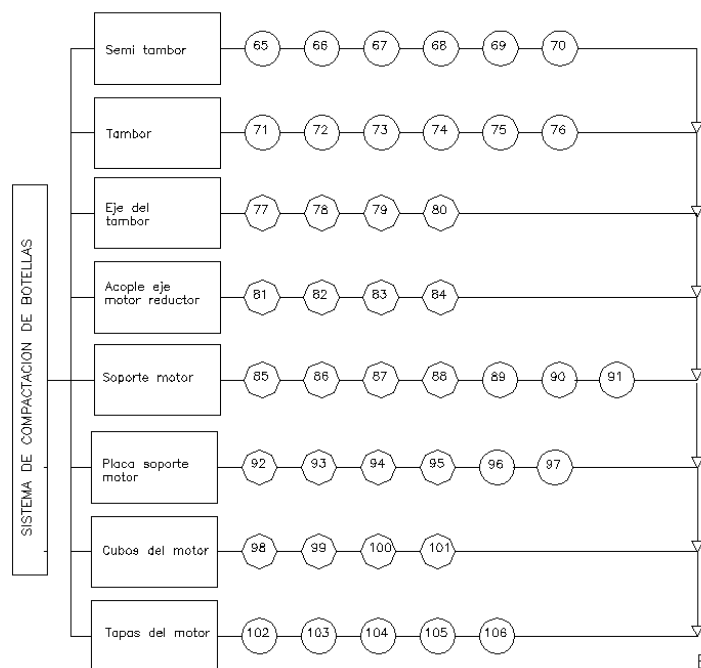 SISTEMA DE COMPACTACION DE BOTELLAS
Semi tambor
65 66 67 68 69 70
Tambor
71 72 73 74 75 76
Eje del
tambor
77 78 79 80
Acople eje
motor reductor
81 82 83 84
Soporte motor
85 86 87 88 89 90 91
Placa soporte
motor
92 93 94 95 96 97
Cubos del motor
98 99 100 101
Tapas del motor
102 103 104 105 106